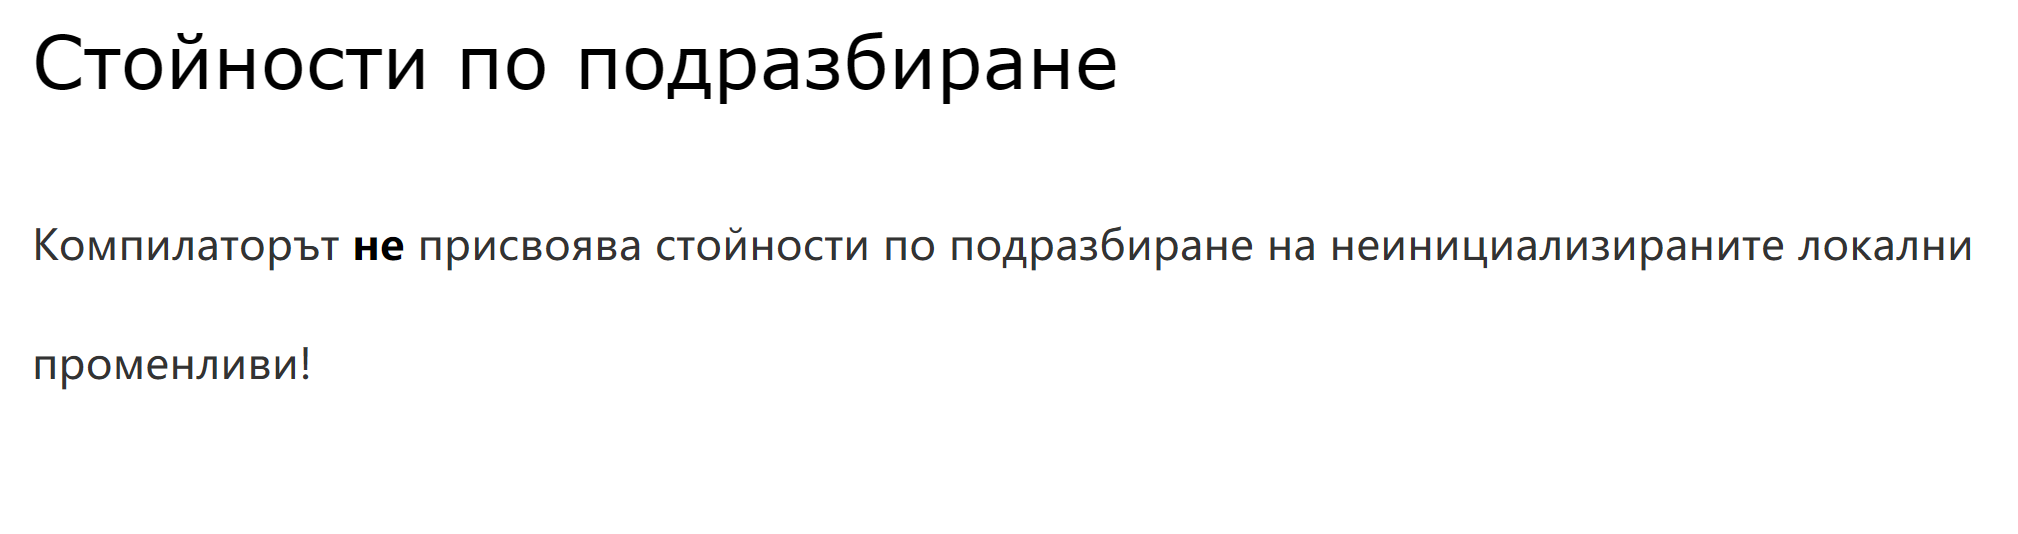 Стойности по подразбиране
Компилаторът не присвоява стойности по подразбиране на неинициализираните локални
променливи!